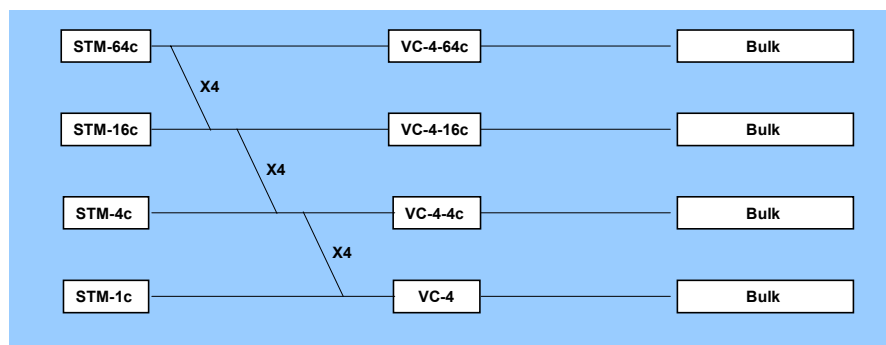 STM-64c VC-4-64c Bulk
X4
STM-16c VC-4-16c Bulk
X4
STM-4c VC-4-4c Bulk
X4
STM-1c VC-4 Bulk